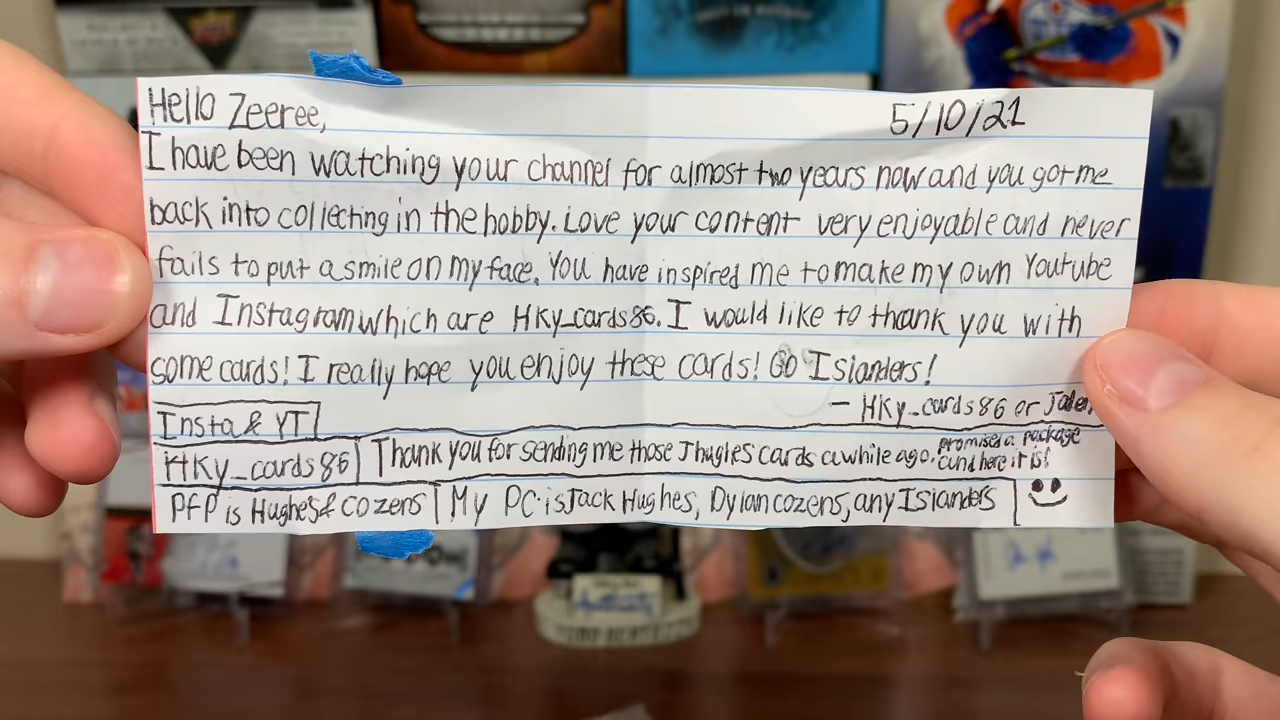 Hello Zeeree,
5/10/21
I have been watching your channel for almost two years now and you got me
back into collecting in the hobby. Love your content very enjoyable and never
fails to put a smile on my face. You have inspired me to make my own Youtube
and Instagram which are HKy_cards86. I would like to thank you with
some cards! I really hope you enjoy these cards! Go Islanders!
- HKy_cards86 or Jalen
Insta & YT
HKy_cards86
Thank you for sending me those J hughes cards awhile ago. promised a package
and here it is!
PFP is Hughes & cozens
My PC is Jack Hughes, Dylan cozens, any Islanders